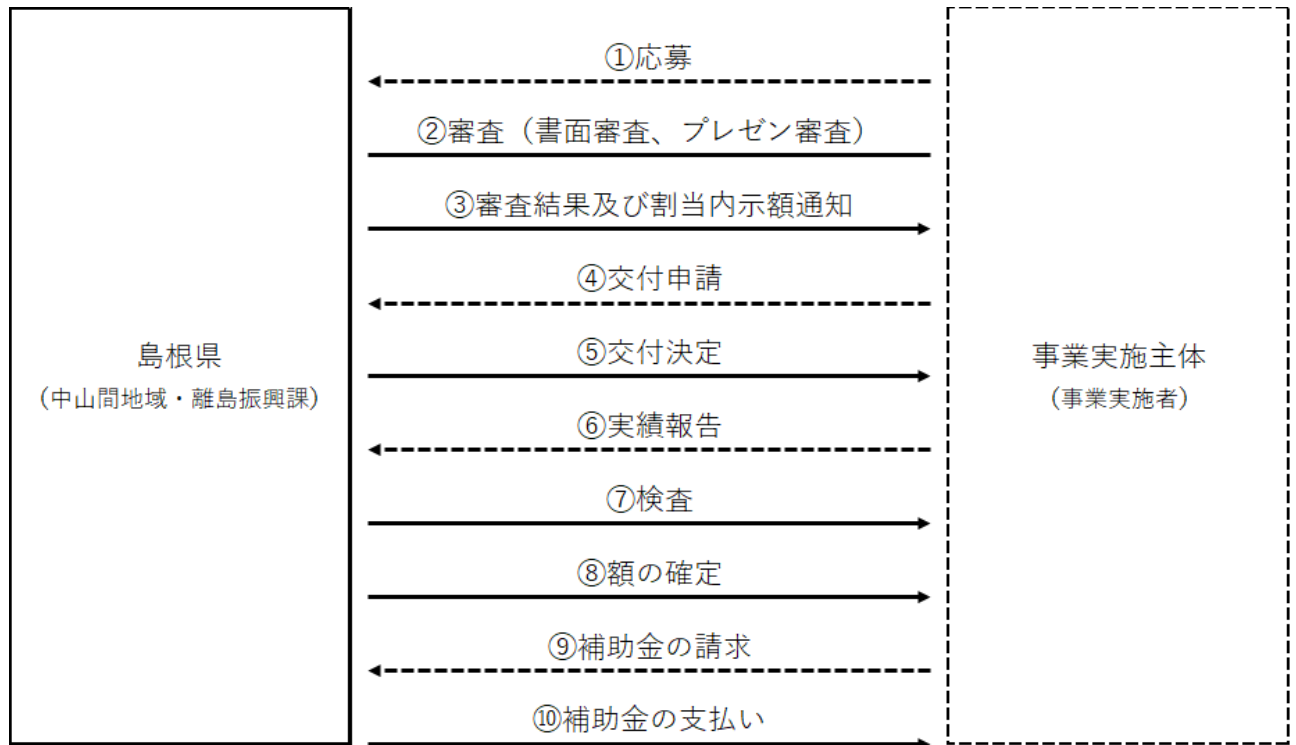 ①応募
②審査（書面審査、プレゼン審査）
③審査結果及び割当内示額通知
④交付申請
島根県
（中山間地域・離島振興課）
⑤交付決定
事業実施主体
（事業実施者）
⑥実績報告
⑦検査
⑧額の確定
⑨補助金の請求
⑩補助金の支払い